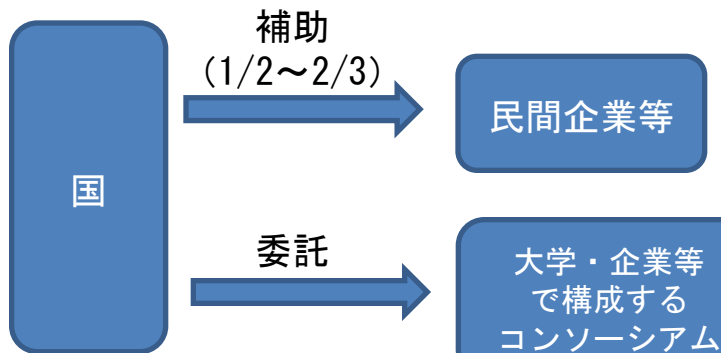 国
補助
(1/2～2/3)
民間企業等
委託
大学・企業等
で構成する
コンソーシアム